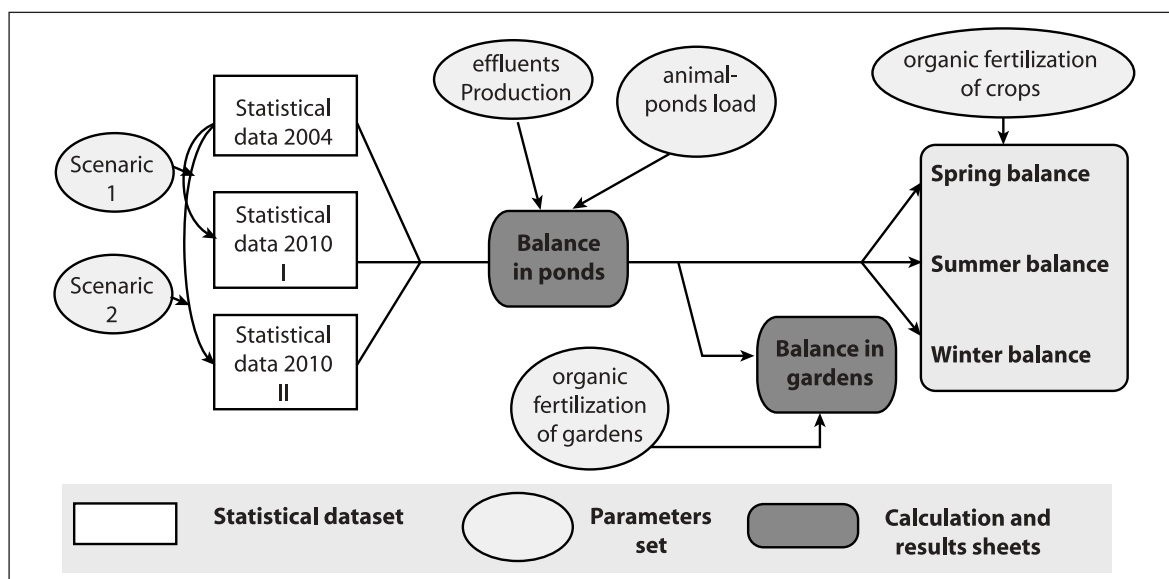 effluents
Production
animal-
ponds load
organic fertilization
of crops
Statistical
data 2004
Scenaric
1
Statistical
data 2010
I
Scenaric
2
Statistical
data 2010
II
Balance
in ponds
Spring balance
Summer balance
Winter balance
Balance in
gardens
organic
fertilization
of gardens
Statistical dataset
Parameters
set
Calculation and
results sheets